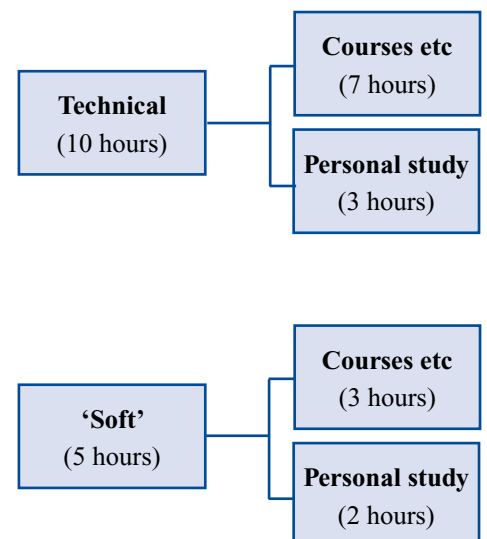 Technical
(10 hours)
Courses etc
(7 hours)
Personal study
(3 hours)
‘Soft’
(5 hours)
Courses etc
(3 hours)
Personal study
(2 hours)